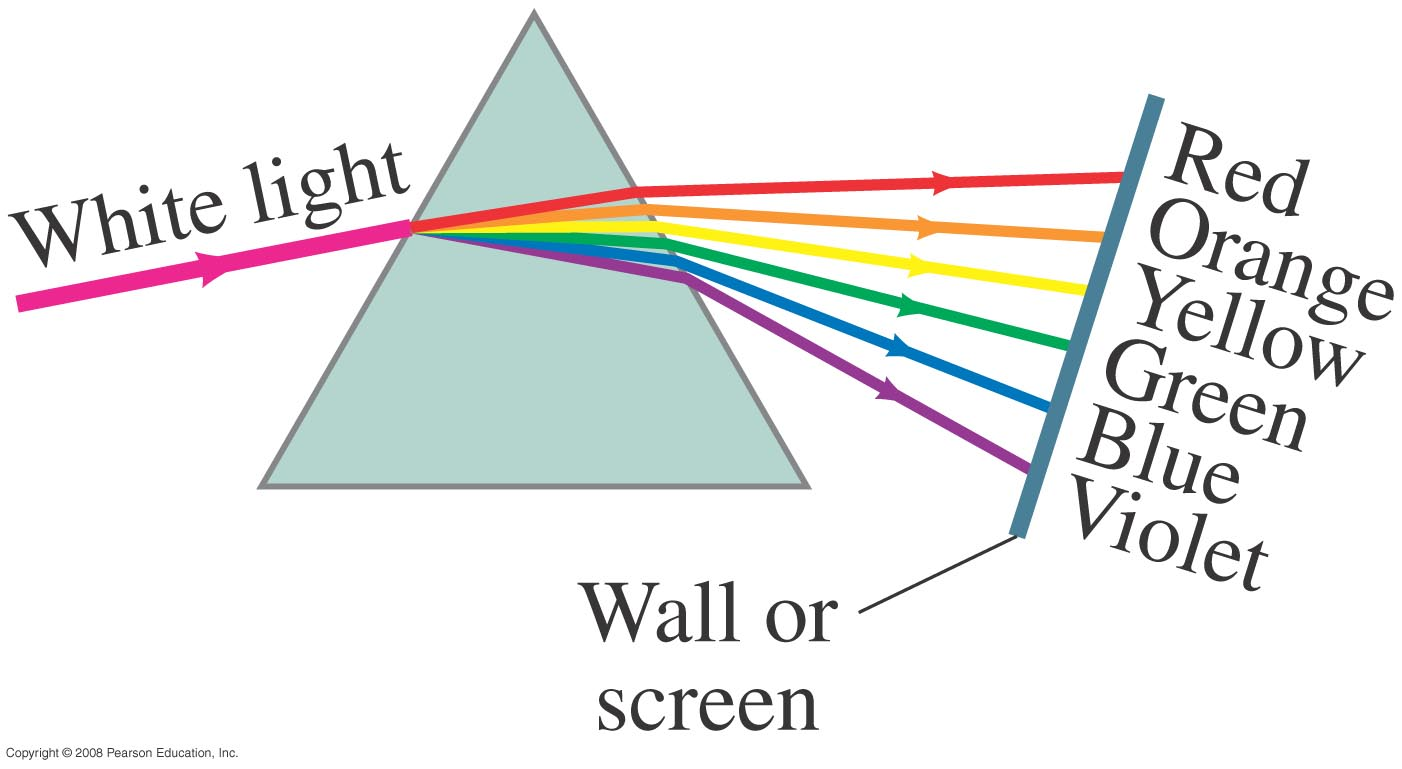 White light
Red
Orange
Yellow
Green
Blue
Violet
Wall or
screen
Copyright © 2008 Pearson Education, Inc.